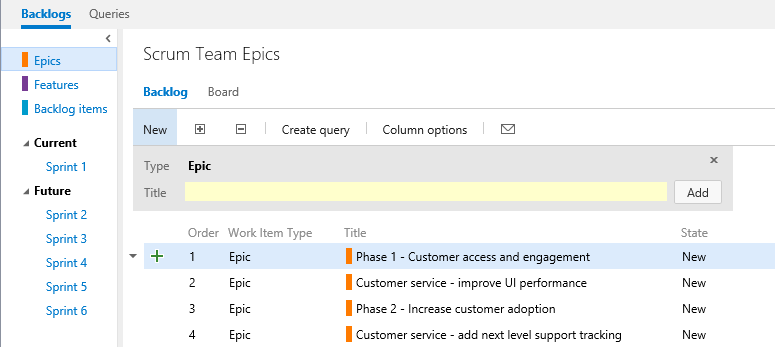 Backlogs Queries
Epics
Features
Backlog items
Current
Sprint 1
Future
Sprint 2
Sprint 3
Sprint 4
Sprint 5
Sprint 6
Scrum Team Epics
Backlog Board
New Create query Column options
Type Epic
Title Add
Order Work Item Type Title State
1 Epic Phase 1 - Customer access and engagement New
2 Epic Customer service - improve UI performance New
3 Epic Phase 2 - Increase customer adoption New
4 Epic Customer service - add next level support tracking New